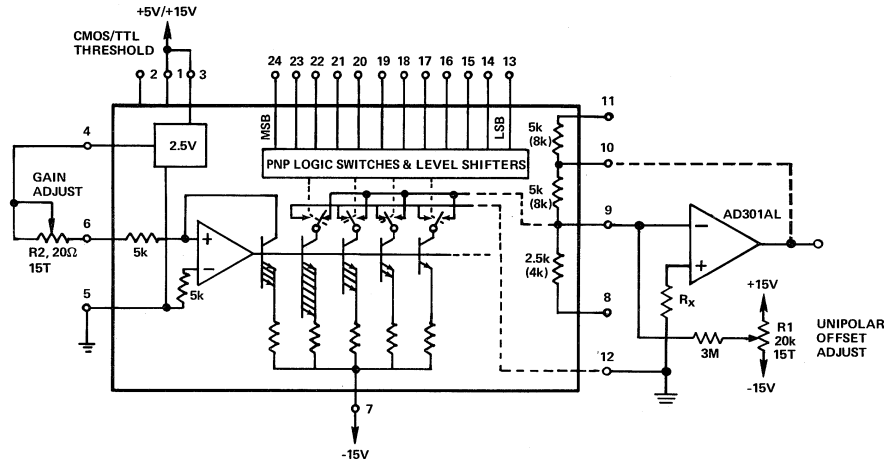 +5V/+15V
CMOS/TTL
THRESHOLD
2 1 3
24 23 22 21 20 19 18 17 16 15 14 13
11
MSB
LSB
4
2.5V
PNP LOGIC SWITCHES & LEVEL SHIFTERS
5k
(8k)
10
GAIN
ADJUST
5k
(8k)
9
AD301AL
6
R2, 20Ω
15T
5k
+
−
−
+
2.5k
(4k)
5k
5
8
RX
+15V
R1
20k
15T
UNIPOLAR
OFFSET
ADJUST
3M
12
-15V
7
-15V